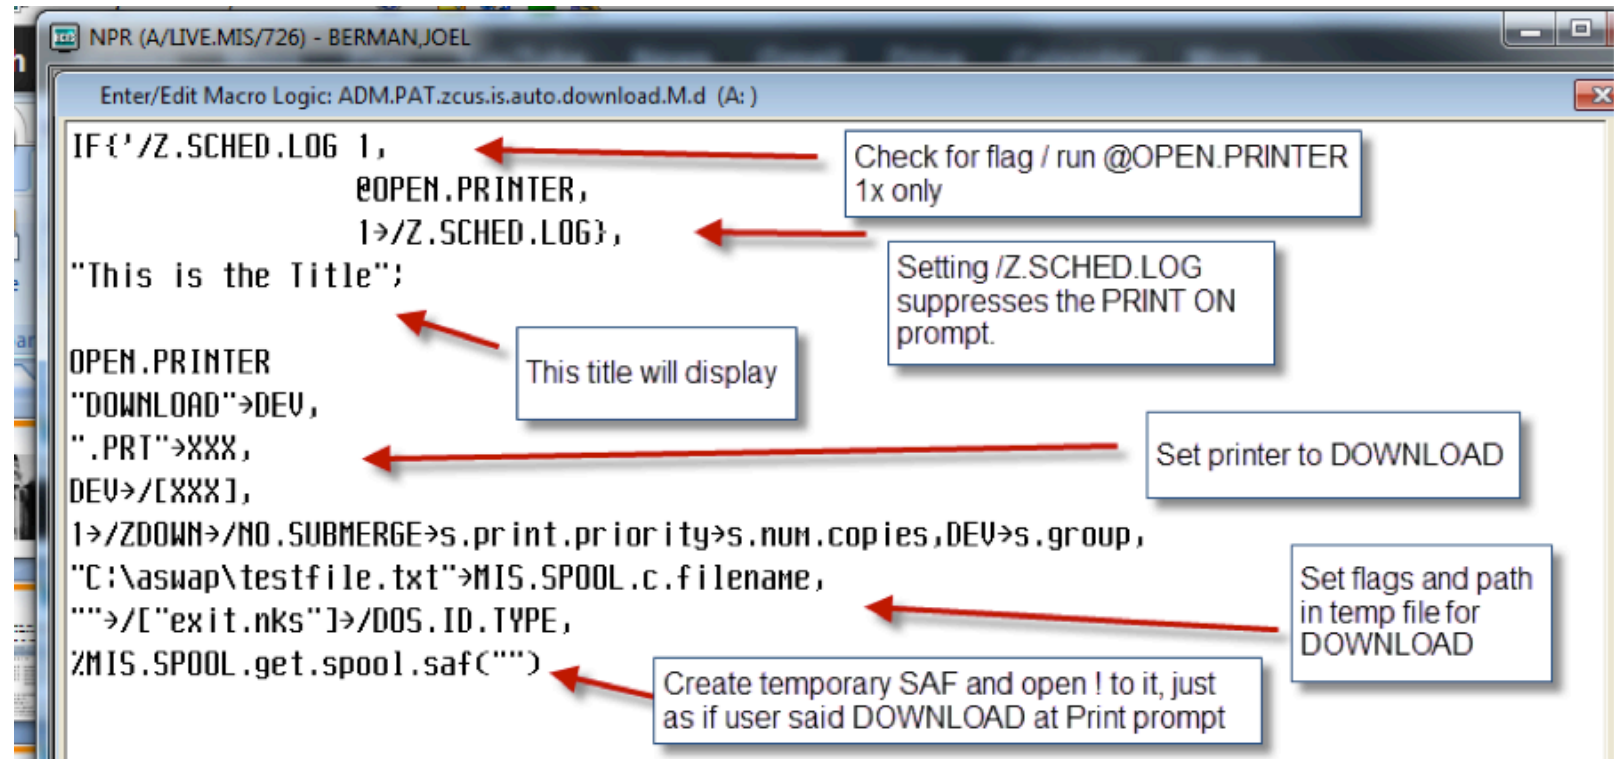 NPR (A/LIVE.MIS/726) - BERMAN,JOEL
Enter/Edit Macro Logic: ADM.PAT.zcus.is.auto.download.M.d (A: )
IF{'/Z.SCHED.LOG 1,
@OPEN.PRINTER,
1→/Z.SCHED.LOG},
"This is the Title";
OPEN.PRINTER
"DOWNLOAD"→DEV,
".PRT"→XXX,
DEV→/[XXX],
1→/ZDOWN→/NO.SUBMERGE→s.print.priority→s.num.copies,DEV→s.group,
"C:\aswap\testfile.txt"→MIS.SPOOL.c.filename,
""→/["exit.nks"]→/DOS.ID.TYPE,
%MIS.SPOOL.get.spool.saf("")
Check for flag / run @OPEN.PRINTER
1x only
Setting /Z.SCHED.LOG
suppresses the PRINT ON
prompt.
This title will display
Set printer to DOWNLOAD
Set flags and path
in temp file for
DOWNLOAD
Create temporary SAF and open ! to it, just
as if user said DOWNLOAD at Print prompt